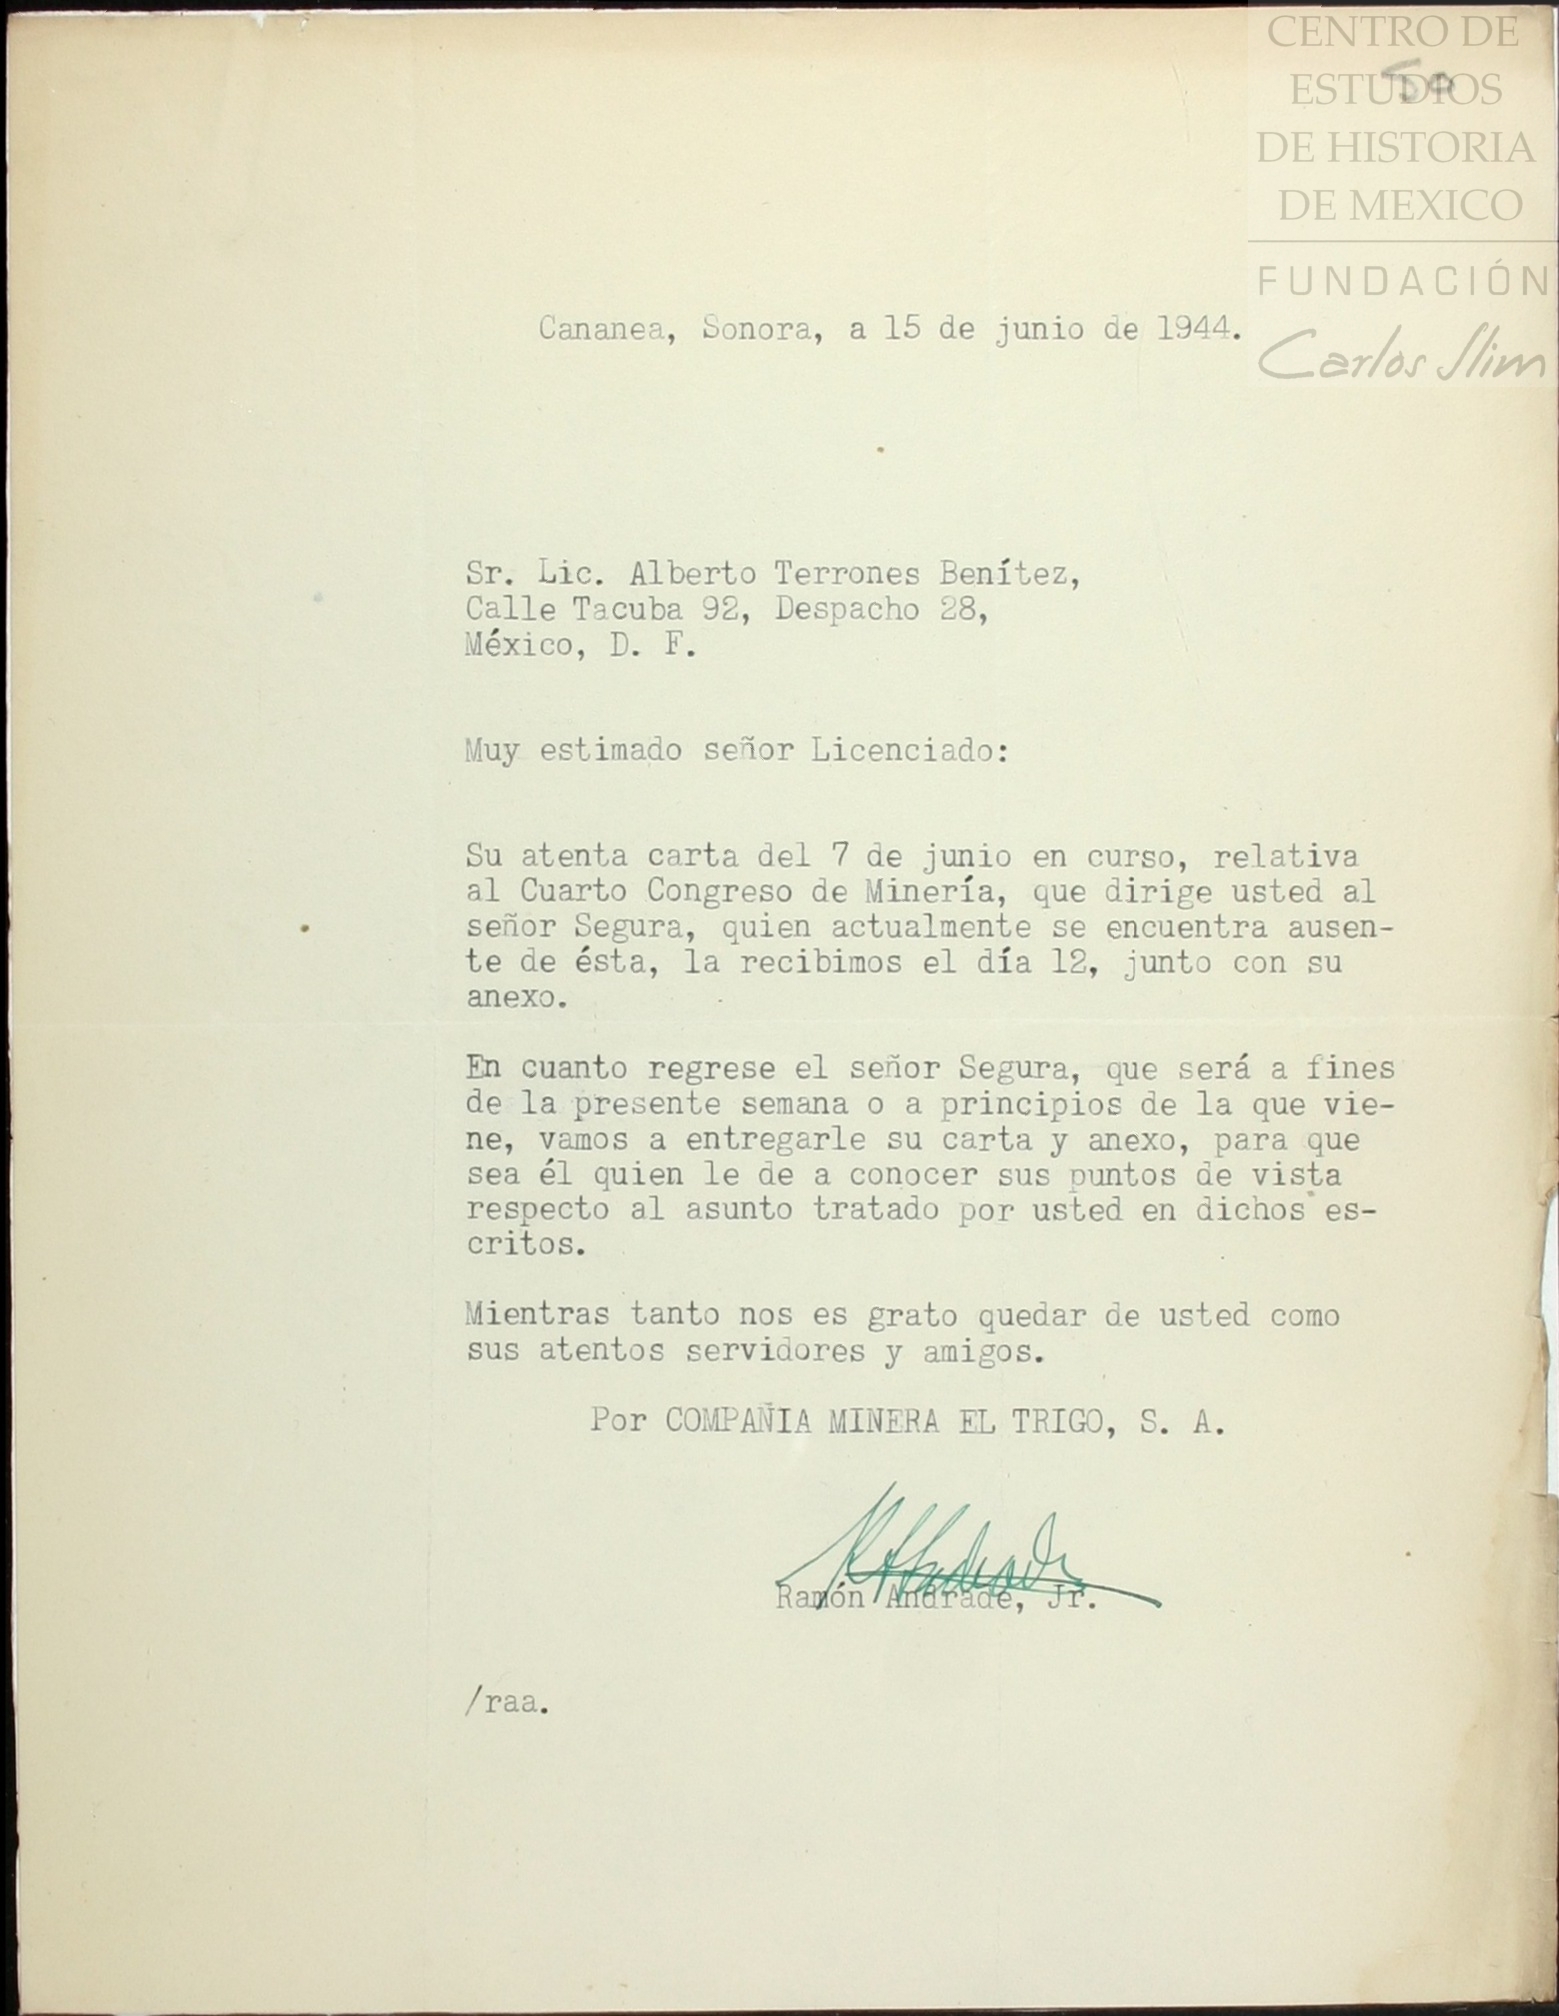 CENTRO DE
ESTUDIOS
DE HISTORIA
DE MEXICO
FUNDACIÓN
Carlos Slim
50
Cananea, Sonora, a 15 de junio de 1944.
Sr. Lic. Alberto Terrones Benítez,
Calle Tacuba 92, Despacho 28,
México, D. F.
Muy estimado señor Licenciado:
Su atenta carta del 7 de junio en curso, relativa
al Cuarto Congreso de Minería, que dirige usted al
señor Segura, quien actualmente se encuentra ausen-
te de ésta, la recibimos el día 12, junto con su
anexo.
En cuanto regrese el señor Segura, que será a fines
de la presente semana o a principios de la que vie-
ne, vamos a entregarle su carta y anexo, para que
sea él quien le de a conocer sus puntos de vista
respecto al asunto tratado por usted en dichos es-
critos.
Mientras tanto nos es grato quedar de usted como
sus atentos servidores y amigos.
Por COMPAÑIA MINERA EL TRIGO, S. A.
Ramón Andrade, Jr.
/raa.